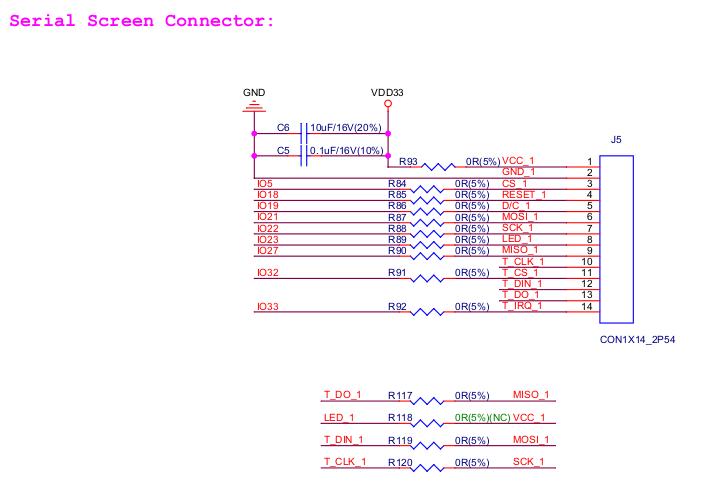 Serial Screen Connector:
GND VDD33
C6 10uF/16V(20%)
J5
C5 0.1uF/16V(10%)
R93 0R(5%) VCC_1 1
GND_1 2
IO5 R84 0R(5%) CS_1 3
IO18 R85 0R(5%) RESET_1 4
IO19 R86 0R(5%) D/C_1 5
IO21 R87 0R(5%) MOSI_1 6
IO22 R88 0R(5%) SCK_1 7
IO23 R89 0R(5%) LED_1 8
IO27 R90 0R(5%) MISO_1 9
T_CLK_1 10
IO32 R91 0R(5%) T_CS_1 11
T_DIN_1 12
T_DO_1 13
IO33 R92 0R(5%) T_IRQ_1 14
CON1X14_2P54
T_DO_1 R117 0R(5%) MISO_1
LED_1 R118 0R(5%)(NC) VCC_1
T_DIN_1 R119 0R(5%) MOSI_1
T_CLK_1 R120 0R(5%) SCK_1